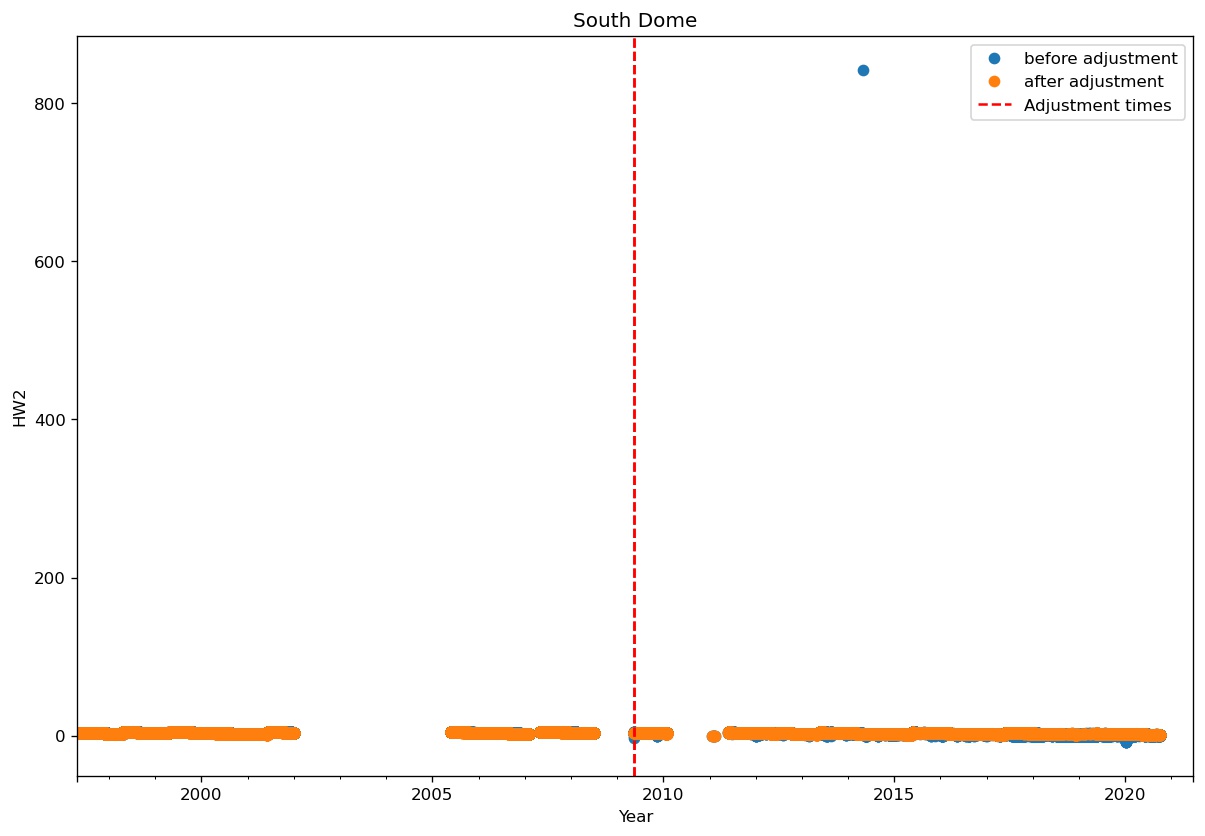 South Dome
before adjustment
after adjustment
Adjustment times
800
600
400
200
0
HW2
2000 2005 2010 2015 2020
Year